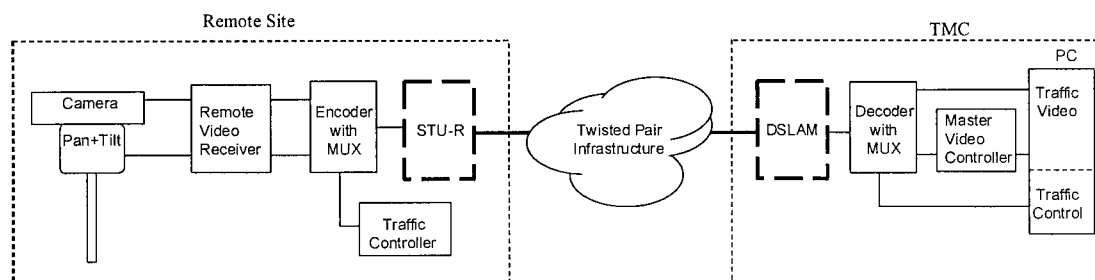 Remote Site
TMC
PC
Camera
Pan+Tilt
Remote
Video
Receiver
Encoder
with
MUX
STU-R
Traffic
Controller
Twisted Pair
Infrastructure
DSLAM
Decoder
with
MUX
Master
Video
Controller
Traffic
Video
Traffic
Control